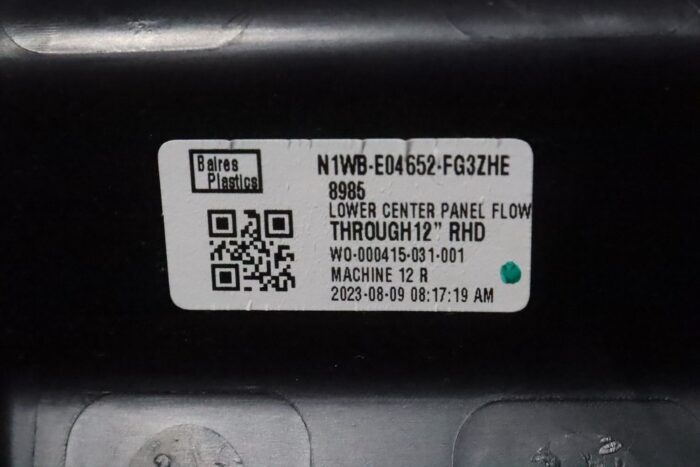 Baires
Plastics
N1WB-E04652-FG3ZHE
8985
LOWER CENTER PANEL FLOW
THROUGH12" RHD
WO-000415-031-001
MACHINE 12 R
2023-08-09 08:17:19 AM